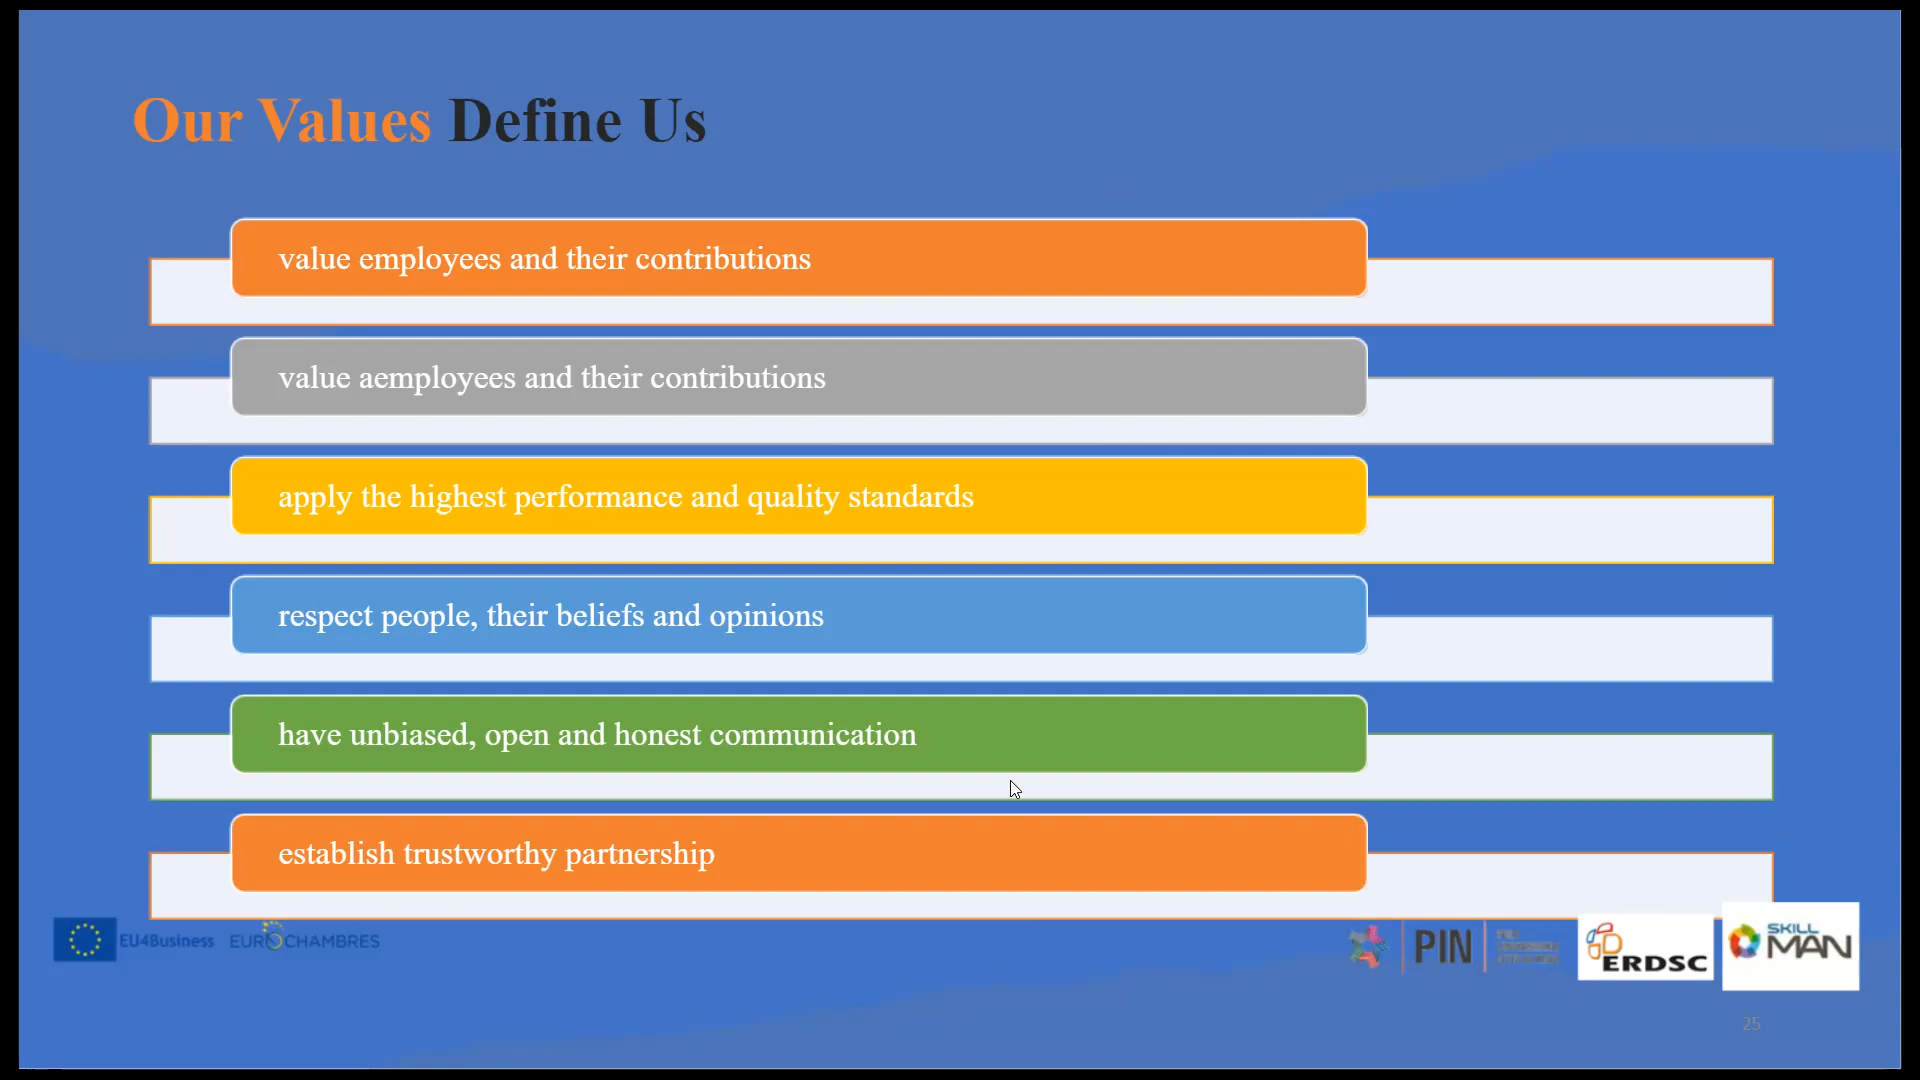 Our Values Define Us
value employees and their contributions
value aemployees and their contributions
apply the highest performance and quality standards
respect people, their beliefs and opinions
have unbiased, open and honest communication
establish trustworthy partnership
EU4Business EUROCHAMBRES
PIN
ERDSC
SKILL
MAN
25